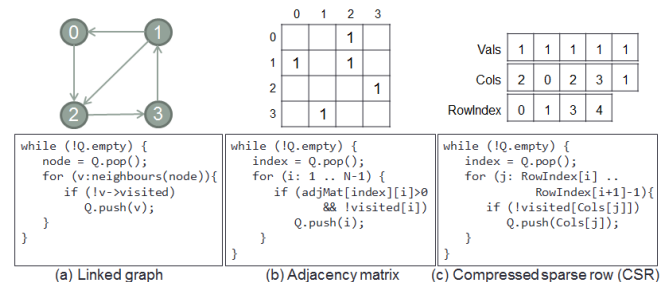 0 1
2 3
0 1 2 3
0 1
1 1 1
2 1
3 1
Vals 1 1 1 1 1
Cols 2 0 2 3 1
RowIndex 0 1 3 4
while (!Q.empty) {
node = Q.pop();
for (v:neighbours(node)){
if (!v->visited)
Q.push(v);
}
}
while (!Q.empty) {
index = Q.pop();
for (i: 1 .. N-1) {
if (adjMat[index][i]>0
&& !visited[i])
Q.push(i);
}
}
while (!Q.empty) {
index = Q.pop();
for (j: RowIndex[i] ..
RowIndex[i+1]-1){
if (!visited[Cols[j]])
Q.push(Cols[j]);
}
}
(a) Linked graph
(b) Adjacency matrix
(c) Compressed sparse row (CSR)